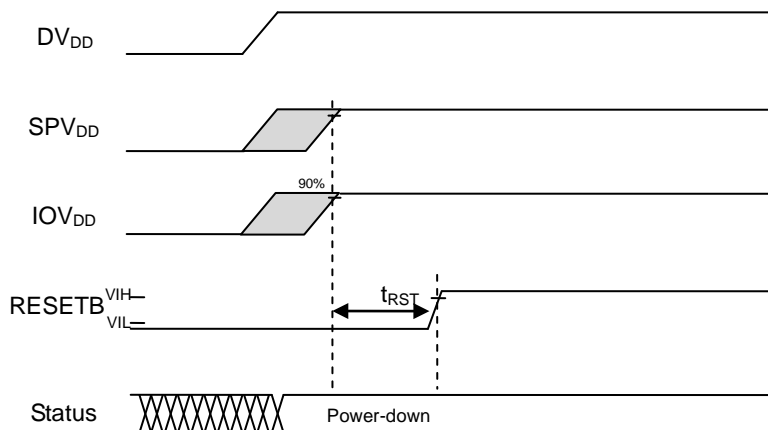 DVDD
SPVDD
90%
IOVDD
tRST
VIH
RESETB
VIL
Status
Power-down